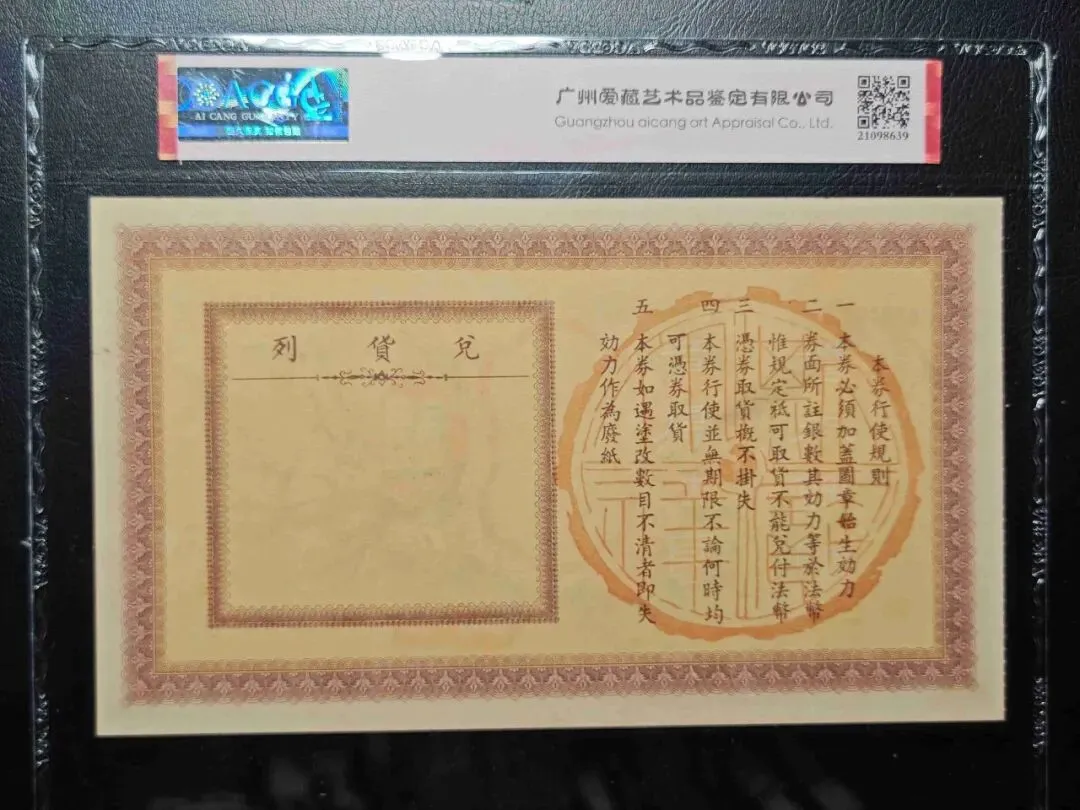 AI CANG
广州爱藏艺术品鉴定有限公司
Guangzhou aicang art Appraisal Co., Ltd.
21098639
本券行使規則
一 本券必須加蓋圖章始生効力
二 券面所註銀數其効力等於法幣
惟規定祗可取貨不能兌付法幣
三 憑券取貨概不掛失
四 本券行使並無期限不論何時均
可憑券取貨
五 本券如遇塗改數目不清者即失
効力作為廢紙
兌貨列